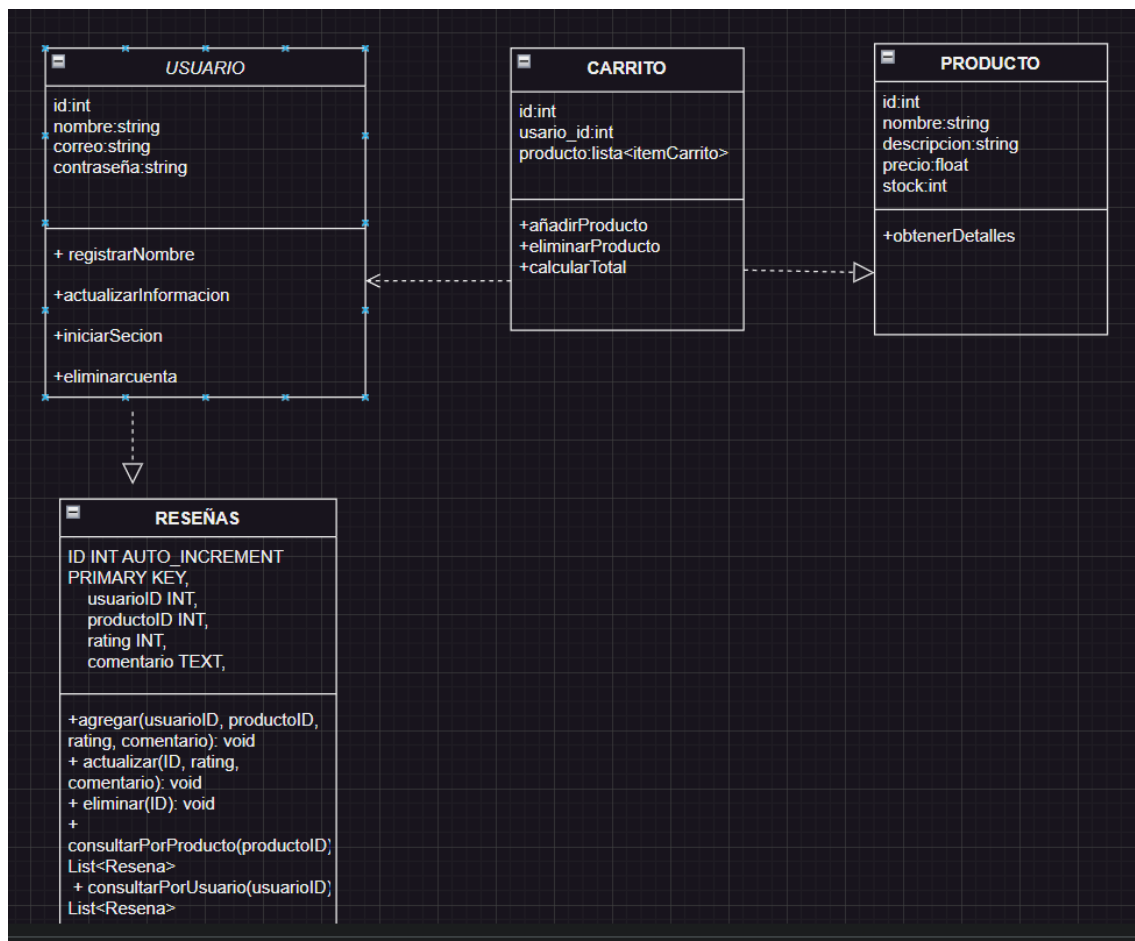 USUARIO
id:int
nombre:string
correo:string
contraseña:string
+ registrarNombre
+actualizarInformacion
+iniciarSecion
+eliminarcuenta
CARRITO
id:int
usario_id:int
producto:lista<itemCarrito>
+añadirProducto
+eliminarProducto
+calcularTotal
PRODUCTO
id:int
nombre:string
descripcion:string
precio:float
stock:int
+obtenerDetalles
RESEÑAS
ID INT AUTO_INCREMENT
PRIMARY KEY,
usuarioID INT,
productoID INT,
rating INT,
comentario TEXT,
+agregar(usuarioID, productoID,
rating, comentario): void
+ actualizar(ID, rating,
comentario): void
+ eliminar(ID): void
+
consultarPorProducto(productoID)
List<Resena>
+ consultarPorUsuario(usuarioID)
List<Resena>